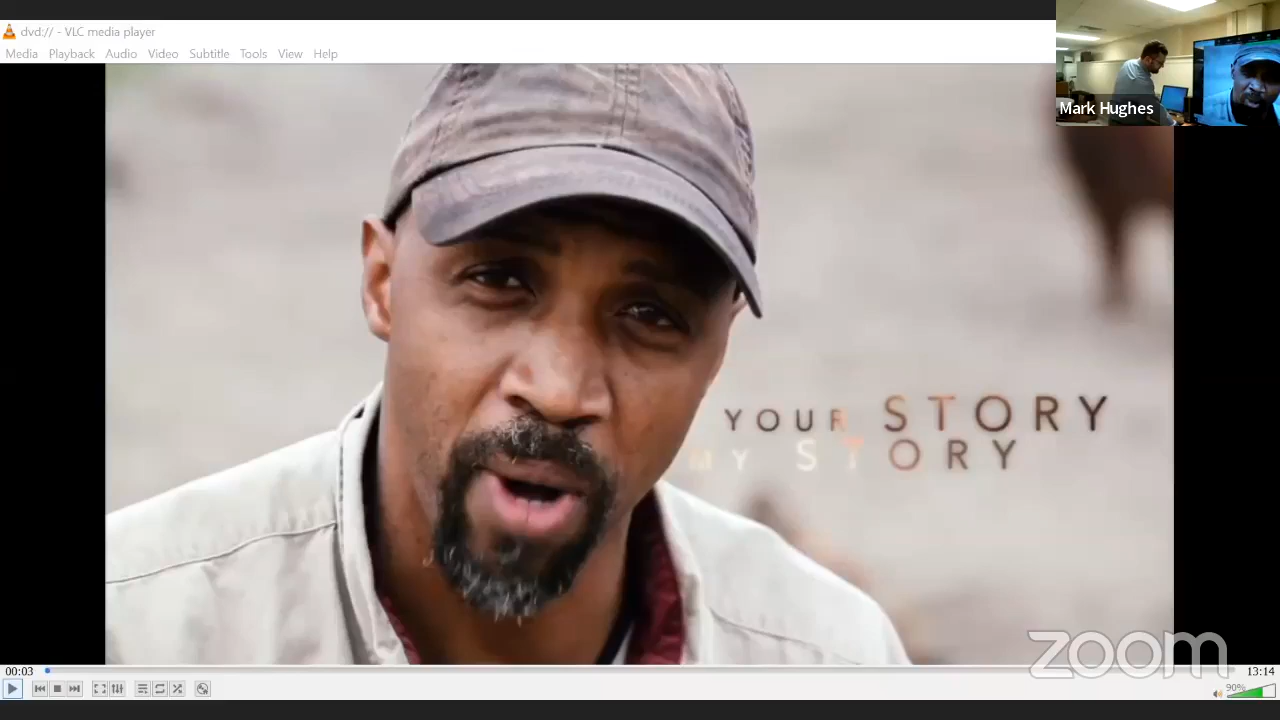 dvd:// - VLC media player
Media Playback Audio Video Subtitle Tools View Help
Mark Hughes
YOUR STORY
MY STORY
zoom
00:03
13:14
90%